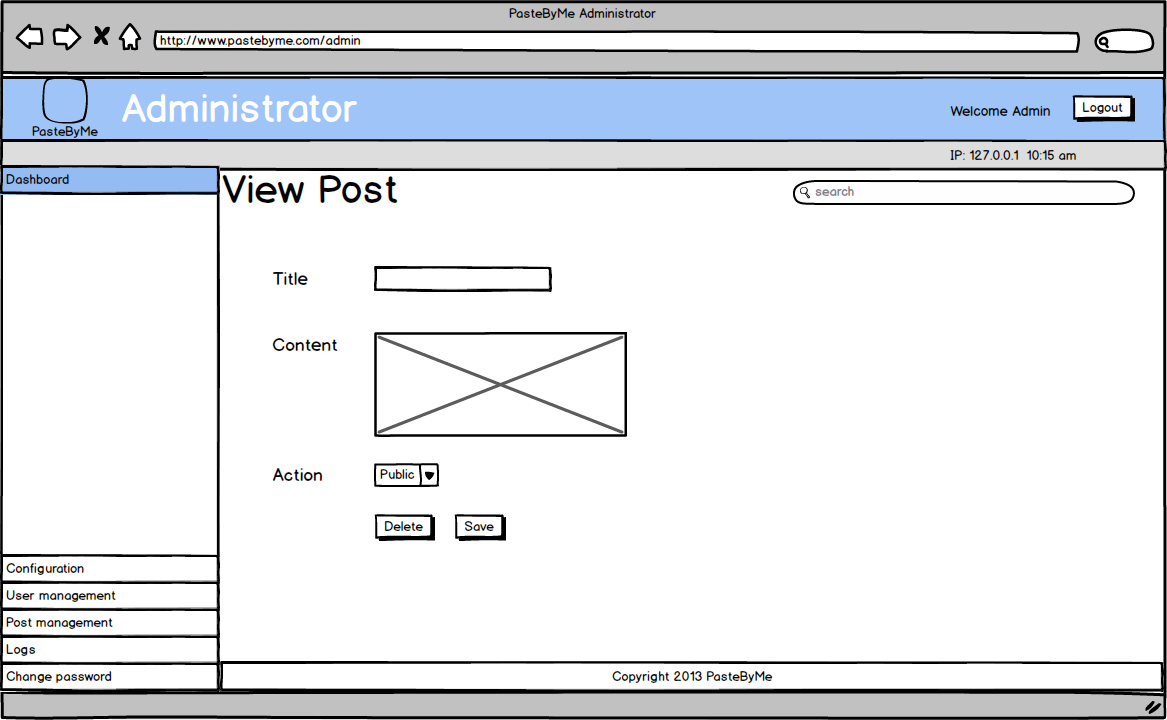 PasteByMe Administrator
http://www.pastebyme.com/admin
PasteByMe
Administrator
Welcome Admin
Logout
IP: 127.0.0.1 10:15 am
Dashboard
View Post
search
Title
Content
Action
Public
Delete
Save
Configuration
User management
Post management
Logs
Change password
Copyright 2013 PasteByMe